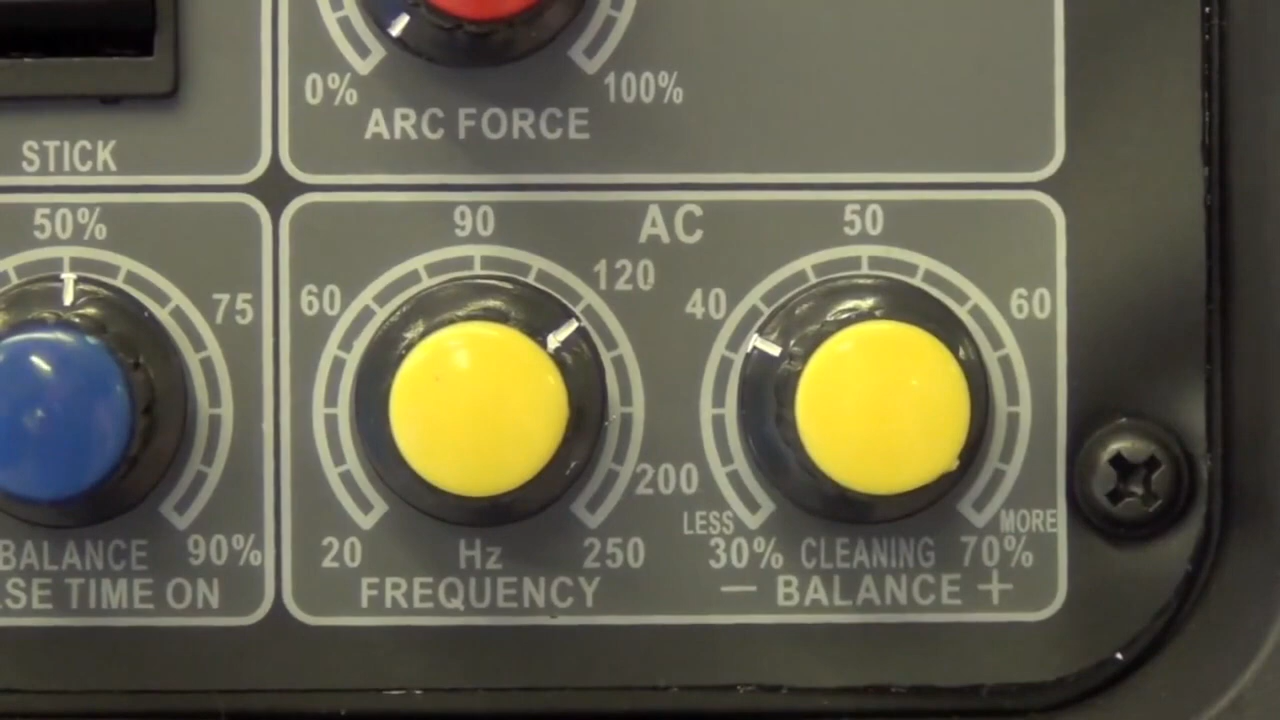 0%
100%
ARC FORCE
STICK
50%
75
BALANCE
90%
LSE TIME ON
AC
90
60
120
200
20
Hz
250
FREQUENCY
50
40
60
LESS
MORE
30% CLEANING 70%
— BALANCE +